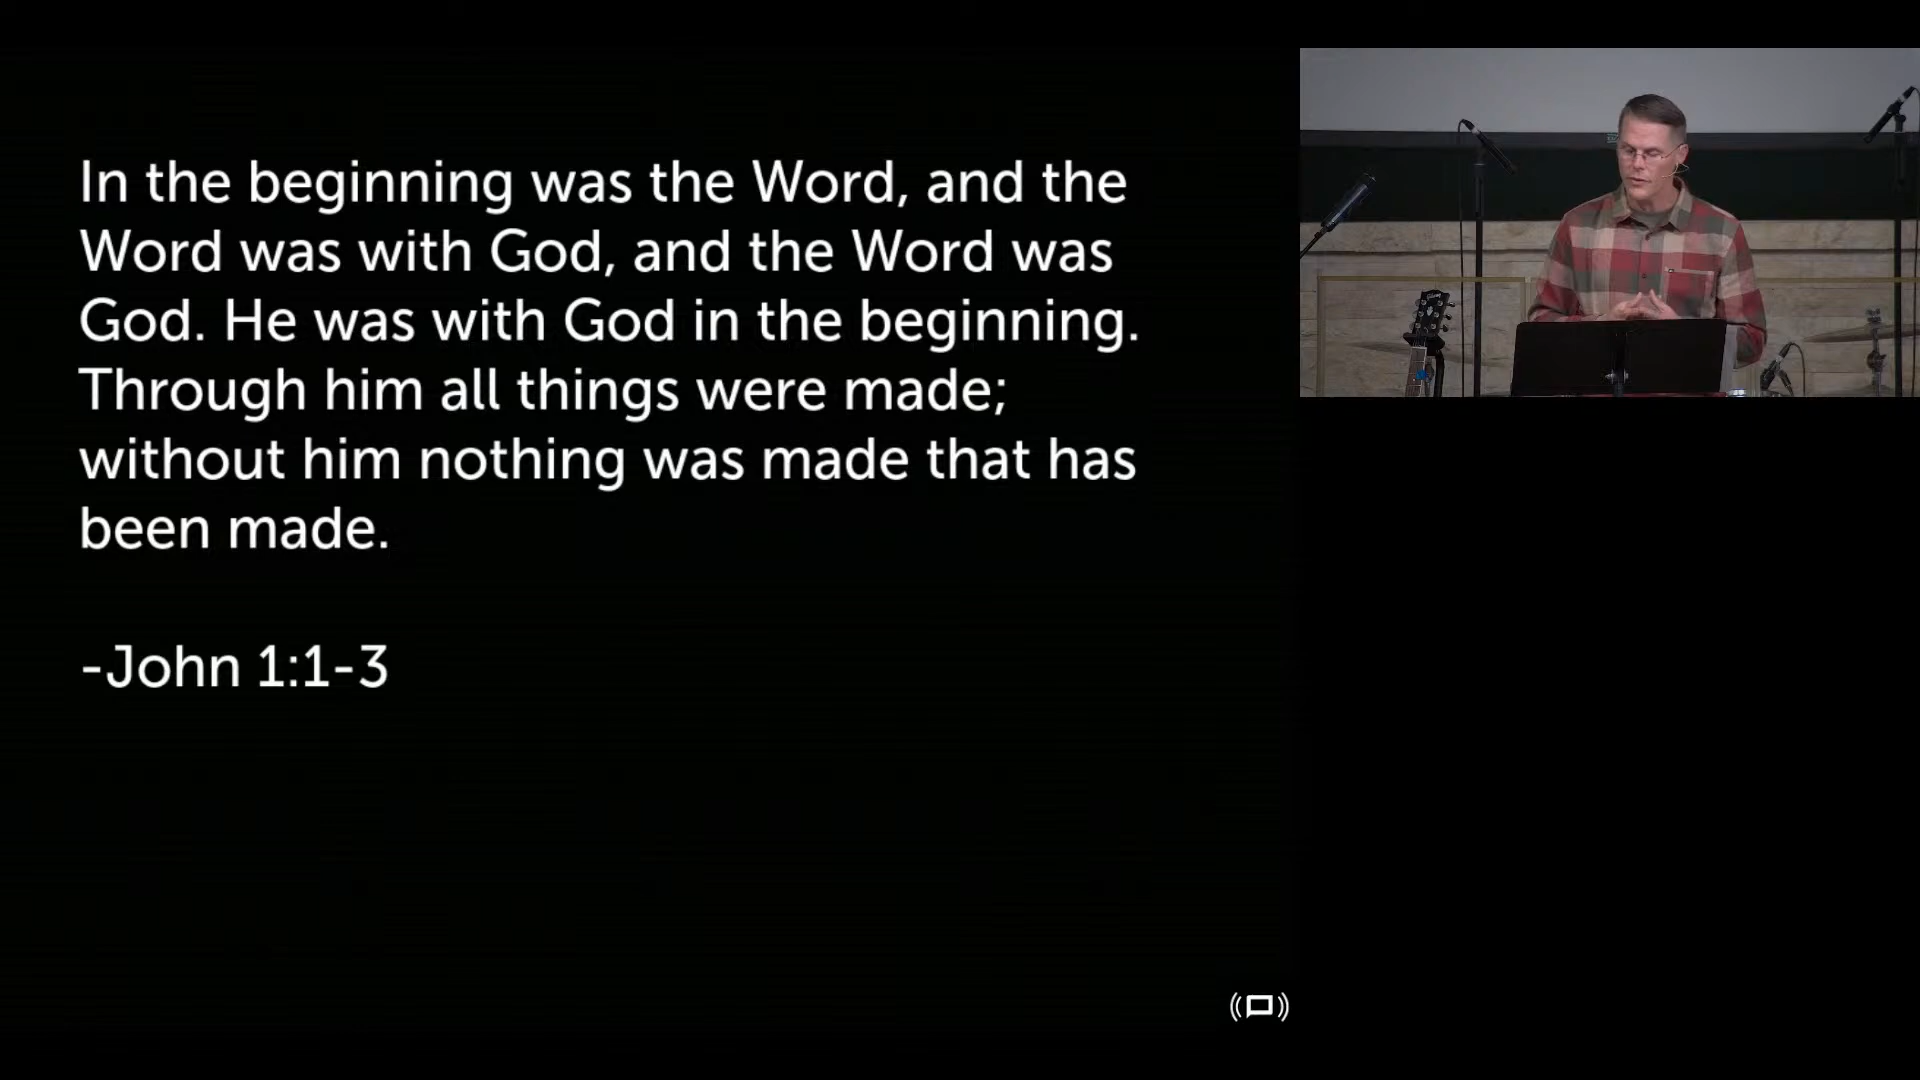 In the beginning was the Word, and the
Word was with God, and the Word was
God. He was with God in the beginning.
Through him all things were made;
without him nothing was made that has
been made.
-John 1:1-3